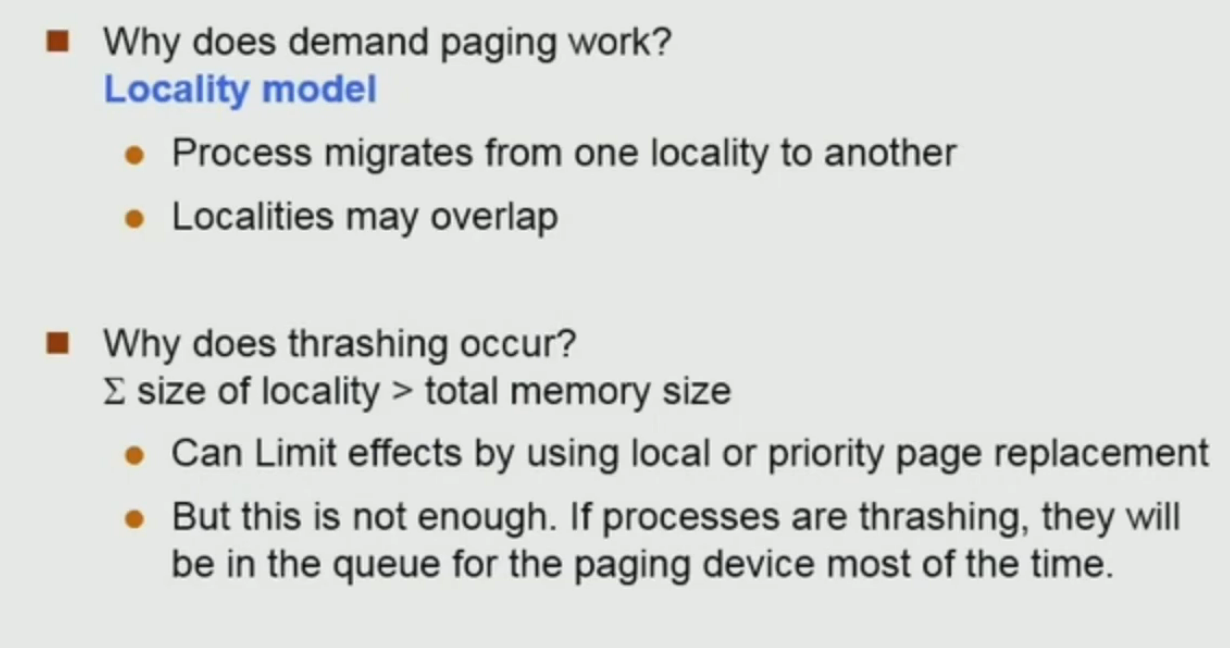 Why does demand paging work?
Locality model
Process migrates from one locality to another
Localities may overlap
Why does thrashing occur?
Σ size of locality > total memory size
Can Limit effects by using local or priority page replacement
But this is not enough. If processes are thrashing, they will
be in the queue for the paging device most of the time.